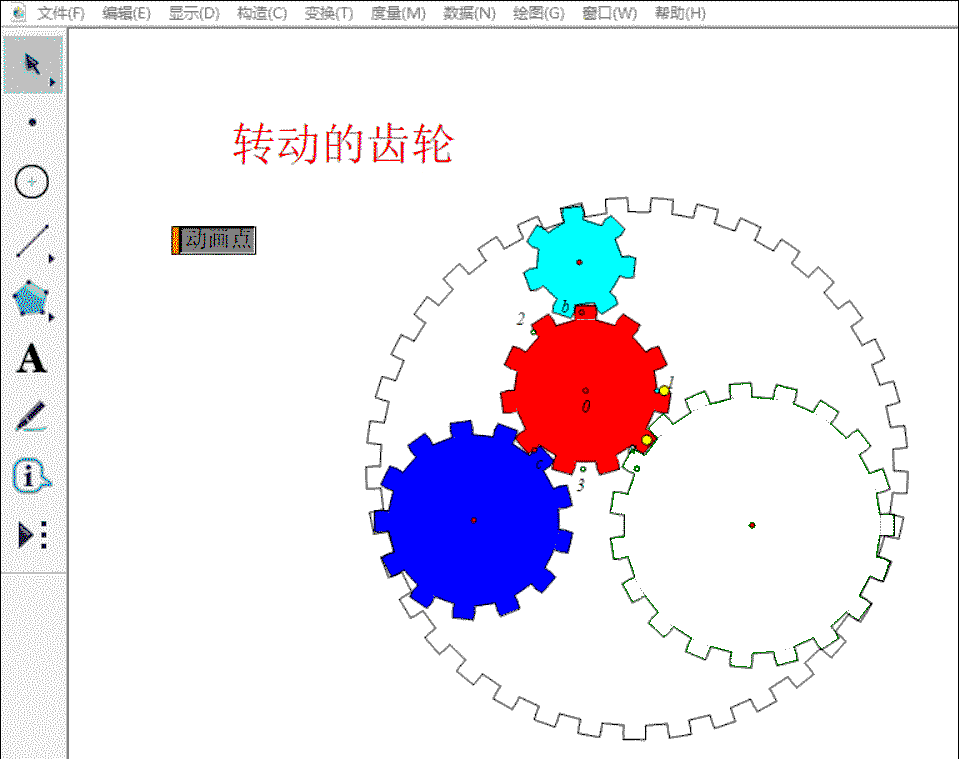 文件(F) 编辑(E) 显示(D) 构造(C) 变换(T) 度量(M) 数据(N) 绘图(G) 窗口(W) 帮助(H)
转动的齿轮
动画点
b
2
1
0
c
3
A
i